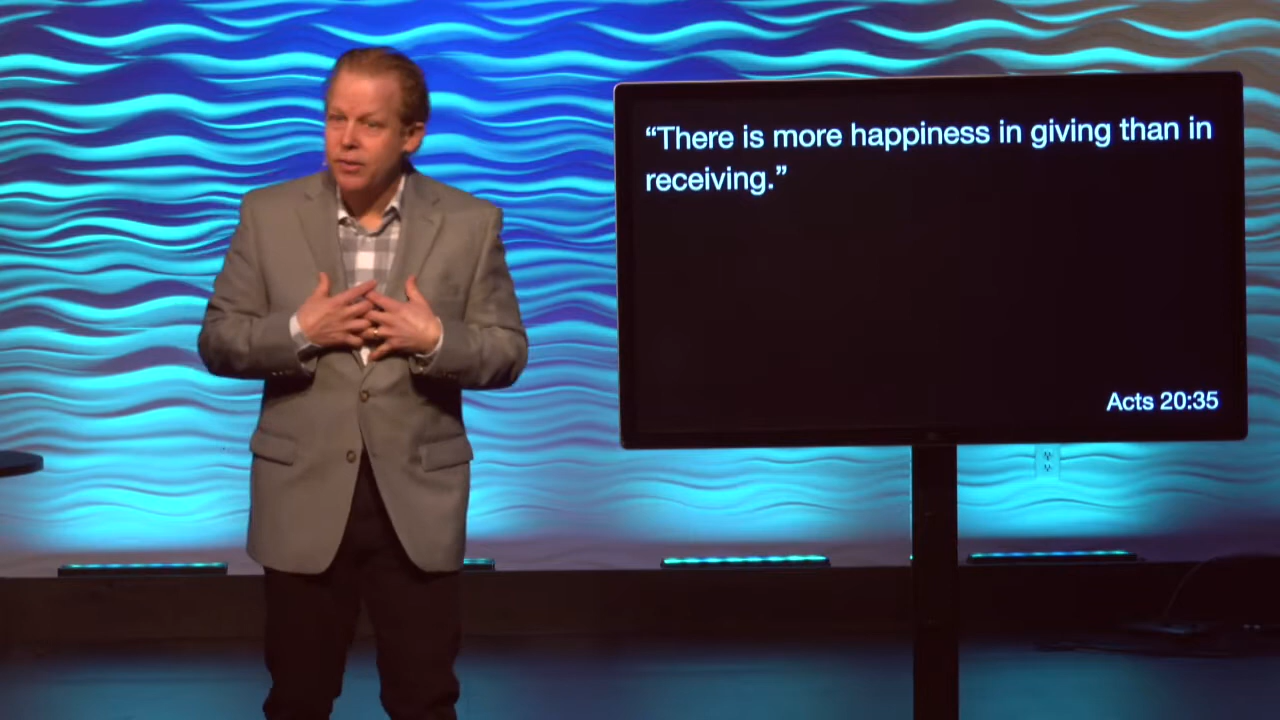 “There is more happiness in giving than in
receiving.”
Acts 20:35